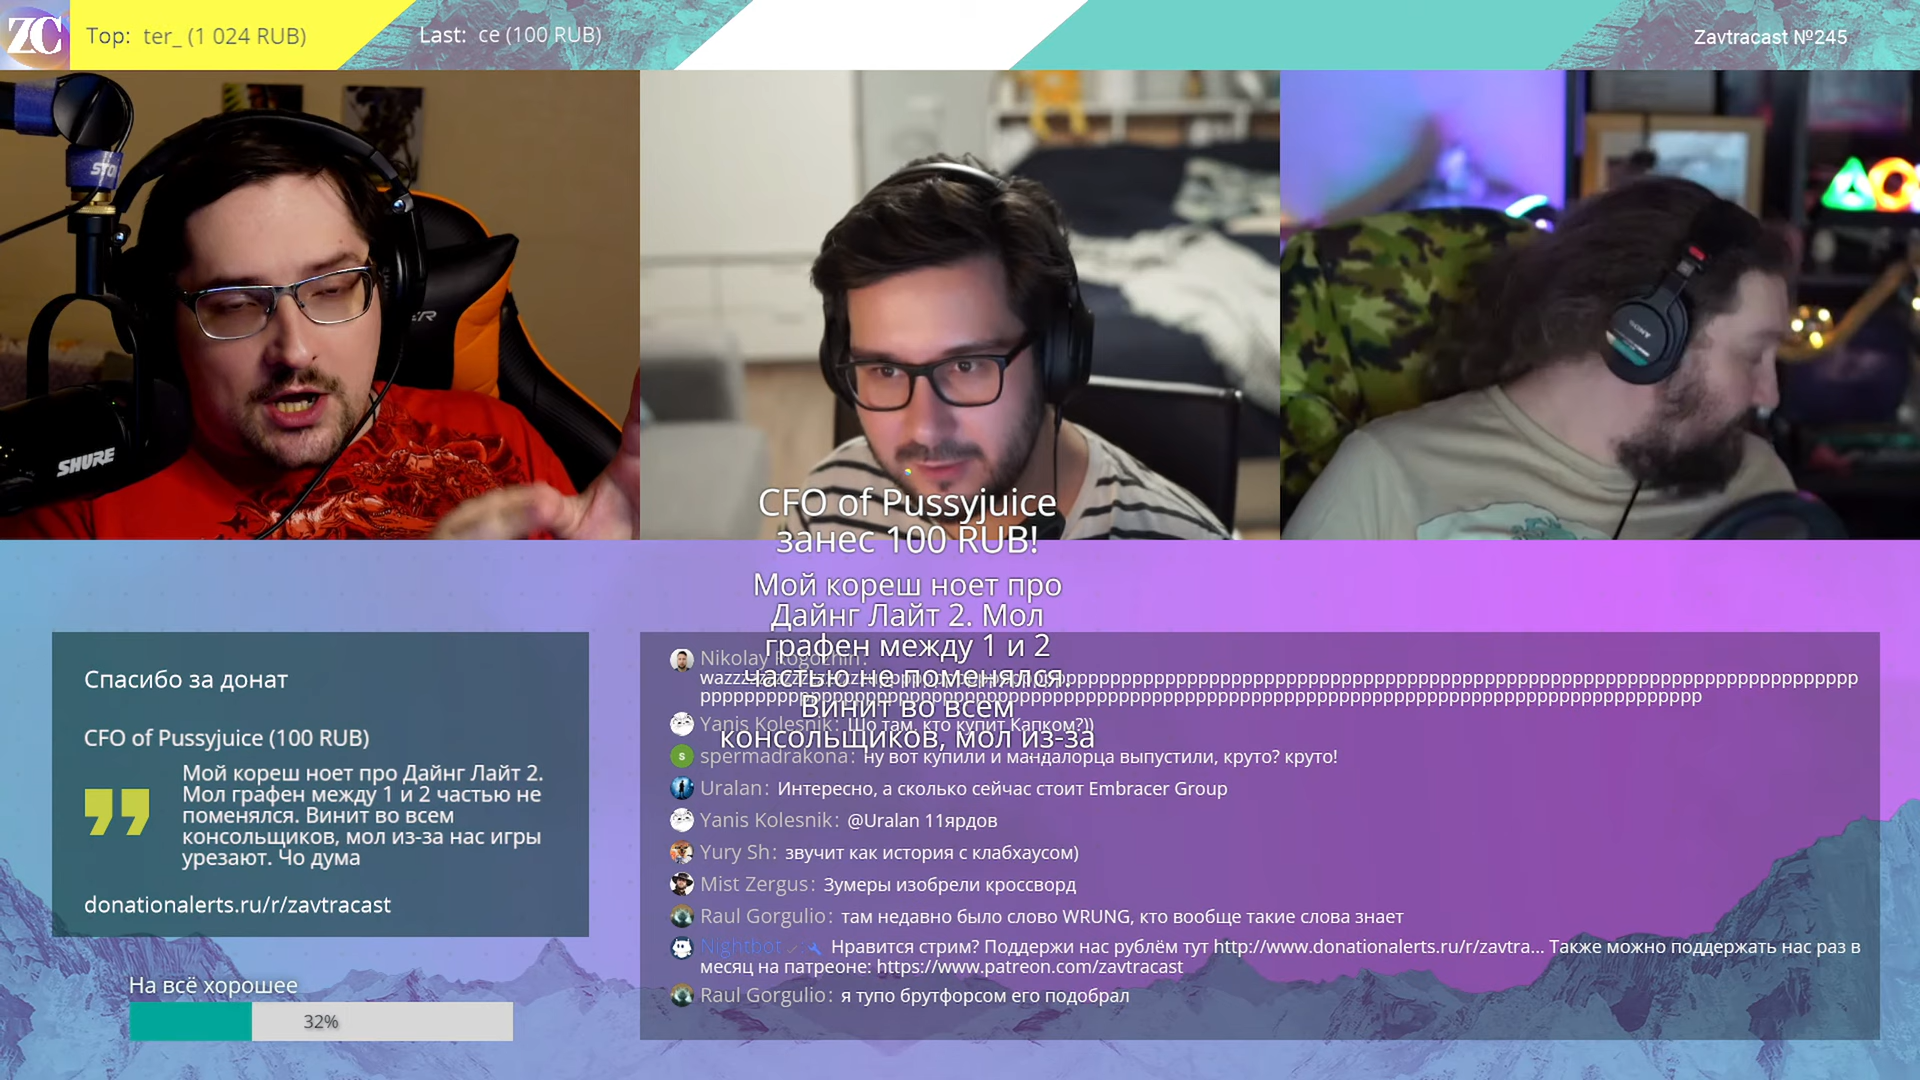 ZC
Top: ter_ (1 024 RUB)
Last: ce (100 RUB)
Zavtracast №245
STO
SHURE
SONY
CFO of Pussyjuice
занес 100 RUB!
Мой кореш ноет про
Дайнг Лайт 2. Мол
графен между 1 и 2
частью не поменялся.
Винит во всем
консольщиков, мол из-за
Спасибо за донат
CFO of Pussyjuice (100 RUB)
Мой кореш ноет про Дайнг Лайт 2.
Мол графен между 1 и 2 частью не
поменялся. Винит во всем
консольщиков, мол из-за нас игры
урезают. Чо дума
donationalerts.ru/r/zavtracast
На всё хорошее
32%
Nikolay Rogozhin:
Yanis Kolesnik: Шо там, кто купит Капком?))
spermadrakona: ну вот купили и мандалорца выпустили, круто? круто!
Uralan: Интересно, а сколько сейчас стоит Embracer Group
Yanis Kolesnik: @Uralan 11ярдов
Yury Sh: звучит как история с клабхаусом)
Mist Zergus: Зумеры изобрели кроссворд
Raul Gorgulio: там недавно было слово WRUNG, кто вообще такие слова знает
Nightbot Нравится стрим? Поддержи нас рублём тут http://www.donationalerts.ru/r/zavtra... Также можно поддержать нас раз в
месяц на патреоне: https://www.patreon.com/zavtracast
Raul Gorgulio: я тупо брутфорсом его подобрал